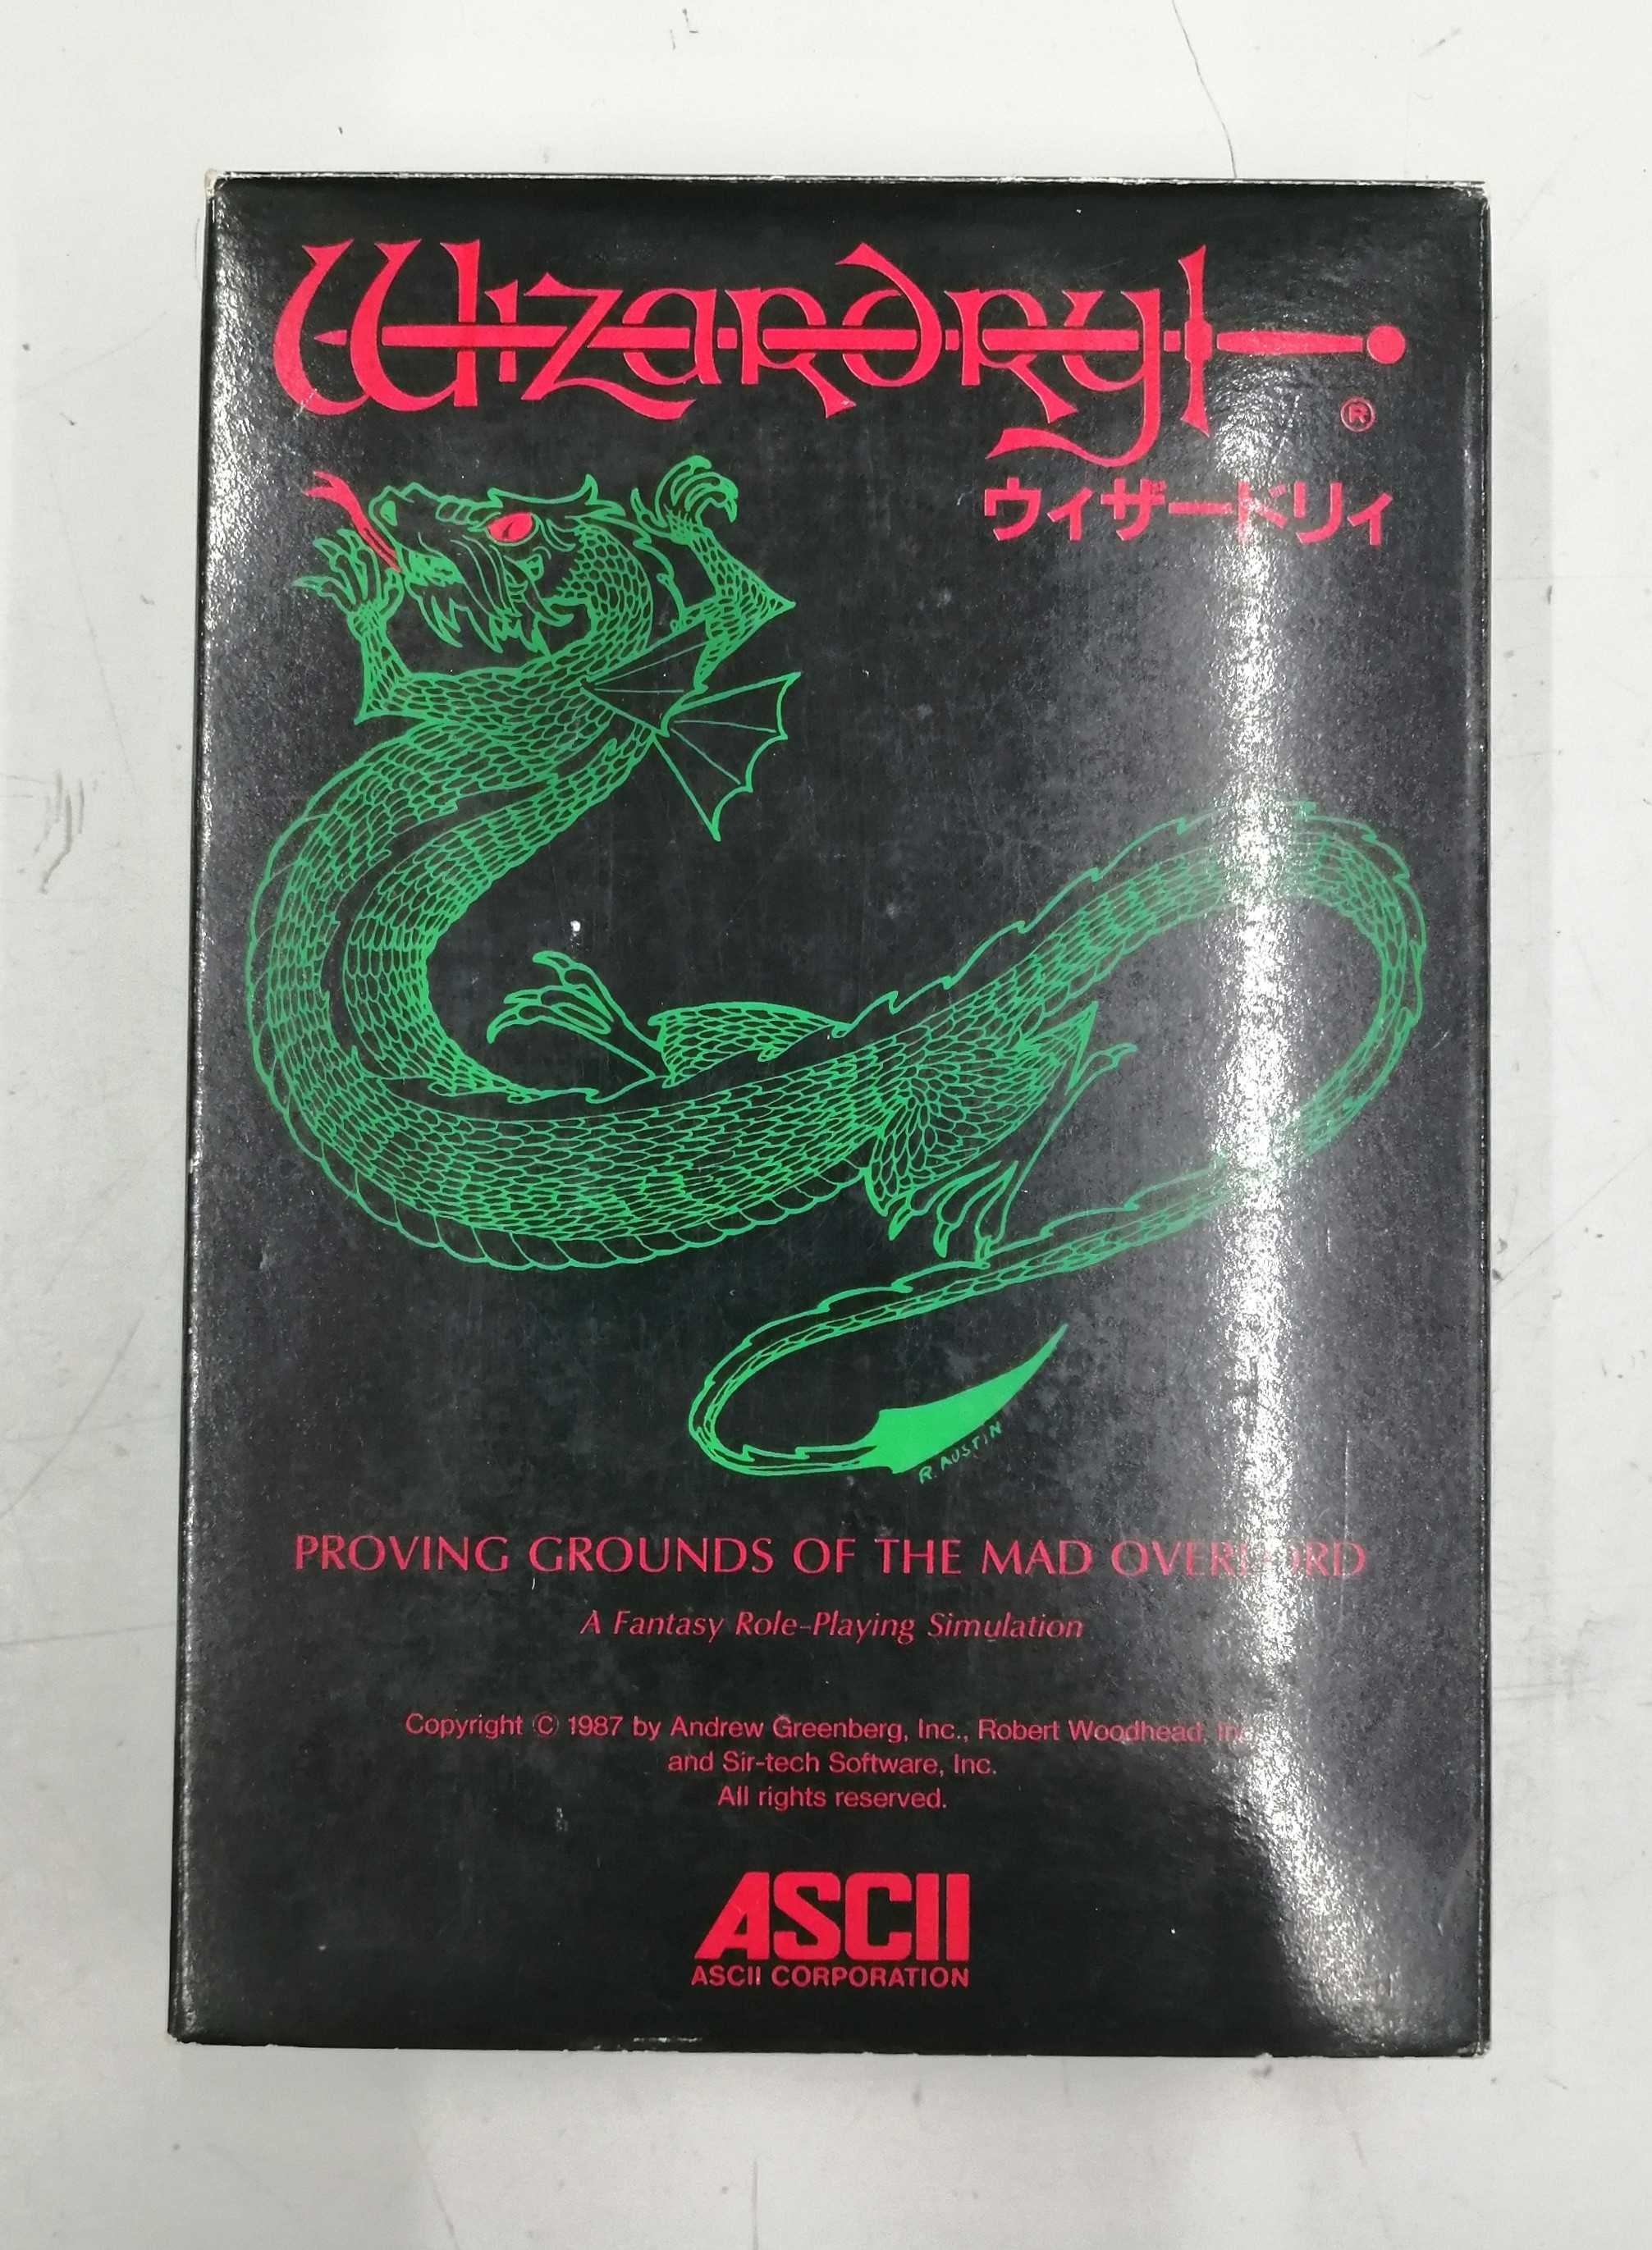 Wizardry
®
ウィザードリィ
R. AUSTIN
PROVING GROUNDS OF THE MAD OVERLORD
A Fantasy Role-Playing Simulation
Copyright © 1987 by Andrew Greenberg, Inc., Robert Woodhead, Inc.
and Sir-tech Software, Inc.
All rights reserved.
ASCII
ASCII CORPORATION